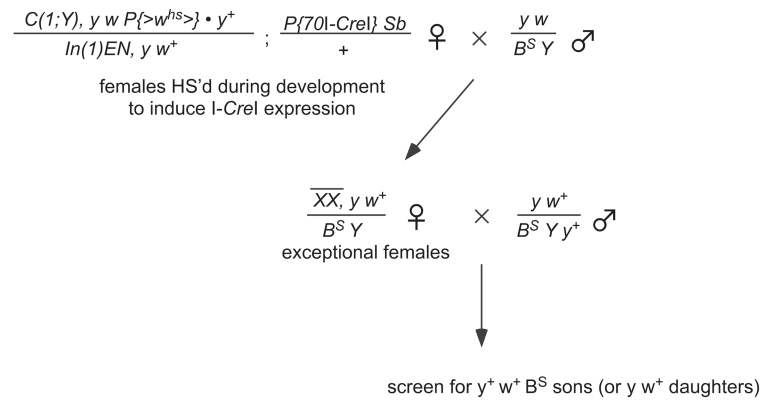 C(1;Y), y w P{>w^hs>} • y^+ / In(1)EN, y w^+ ; P{70I-CreI} Sb / + ♀ × y w / B^S Y ♂
females HS'd during development
to induce I-CreI expression
XX, y w^+ / B^S Y ♀ × y w^+ / B^S Y y^+ ♂
exceptional females
screen for y^+ w^+ B^S sons (or y w^+ daughters)